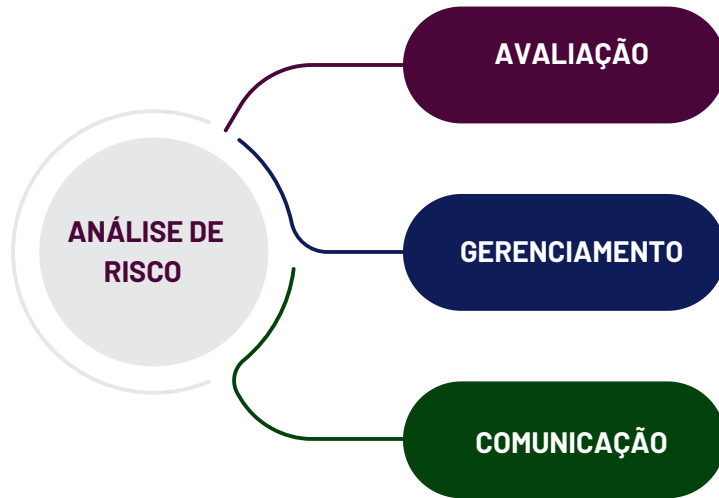 ANÁLISE DE
RISCO
AVALIAÇÃO
GERENCIAMENTO
COMUNICAÇÃO